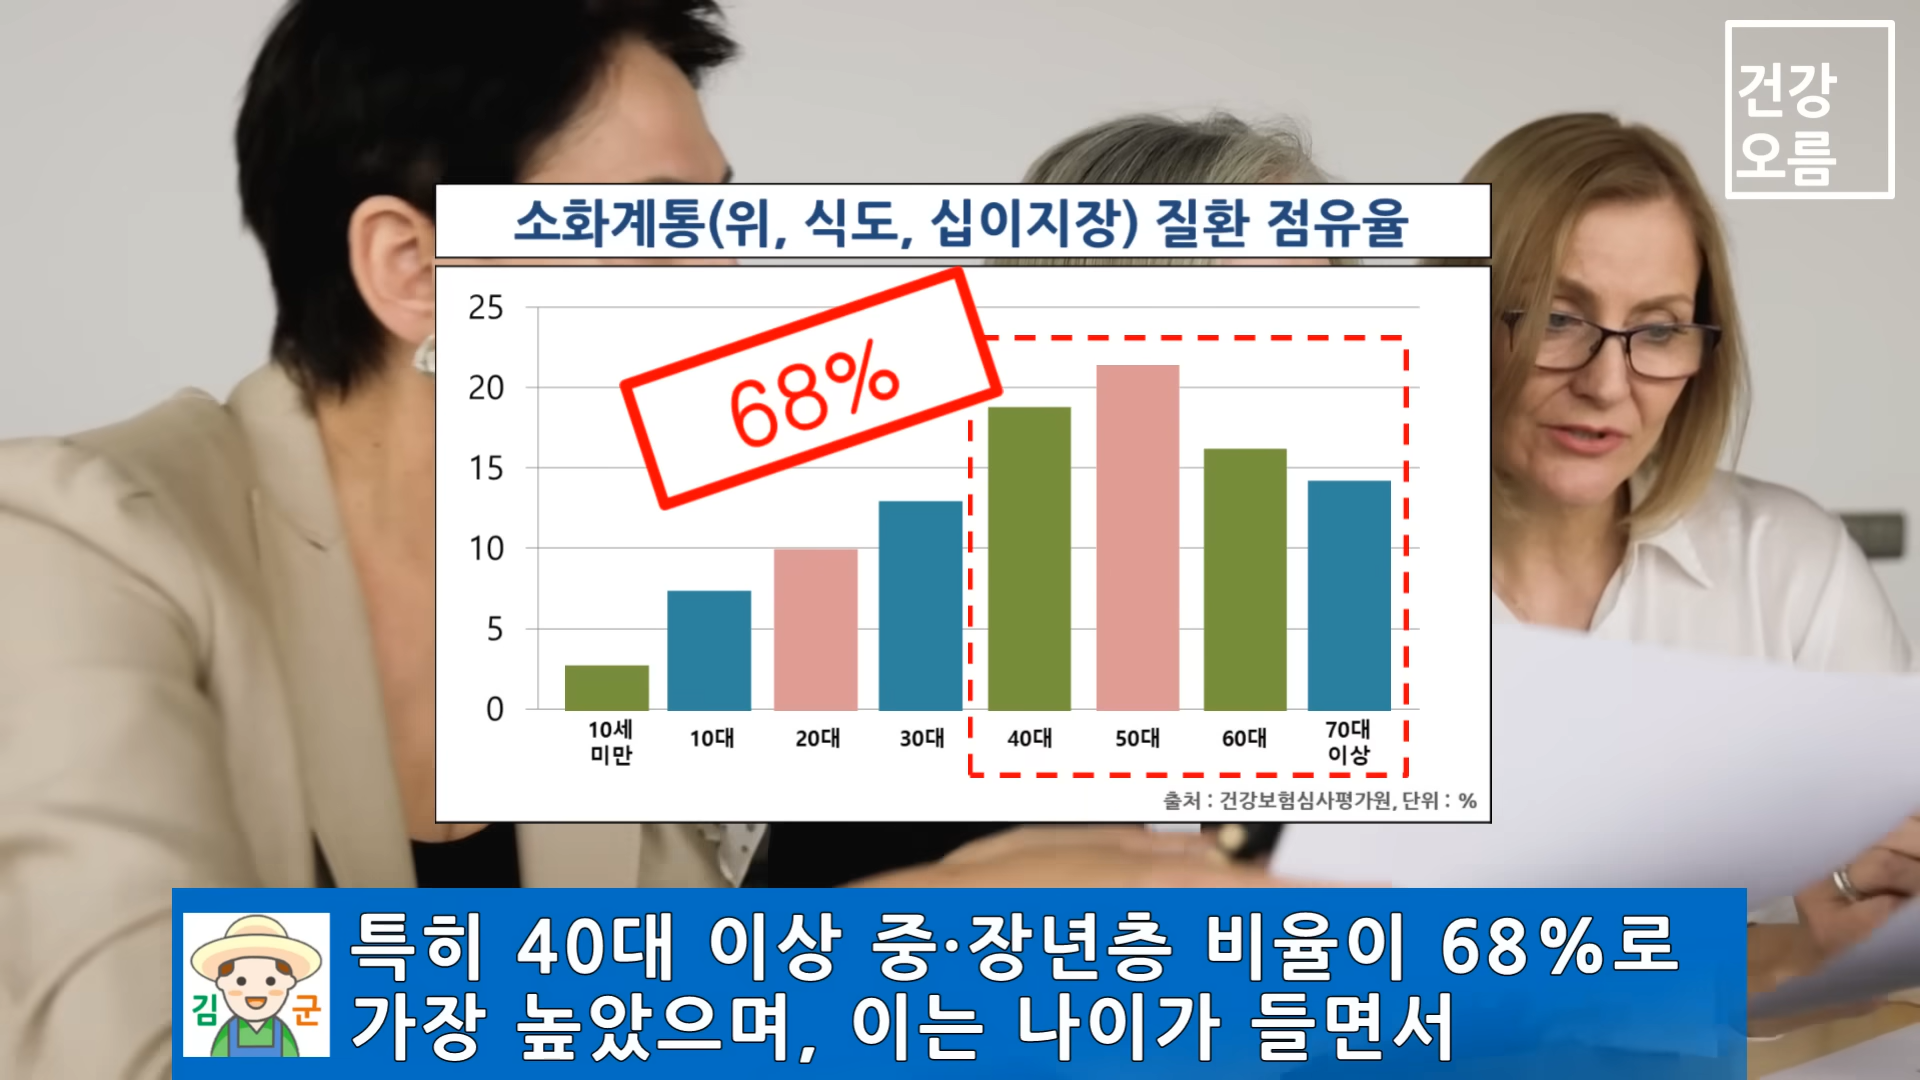 건강
오름
소화계통(위, 식도, 십이지장) 질환 점유율
68%
25
20
15
10
5
0
10세
미만
10대
20대
30대
40대
50대
60대
70대
이상
출처 : 건강보험심사평가원, 단위 : %
김 군
특히 40대 이상 중·장년층 비율이 68%로
가장 높았으며, 이는 나이가 들면서